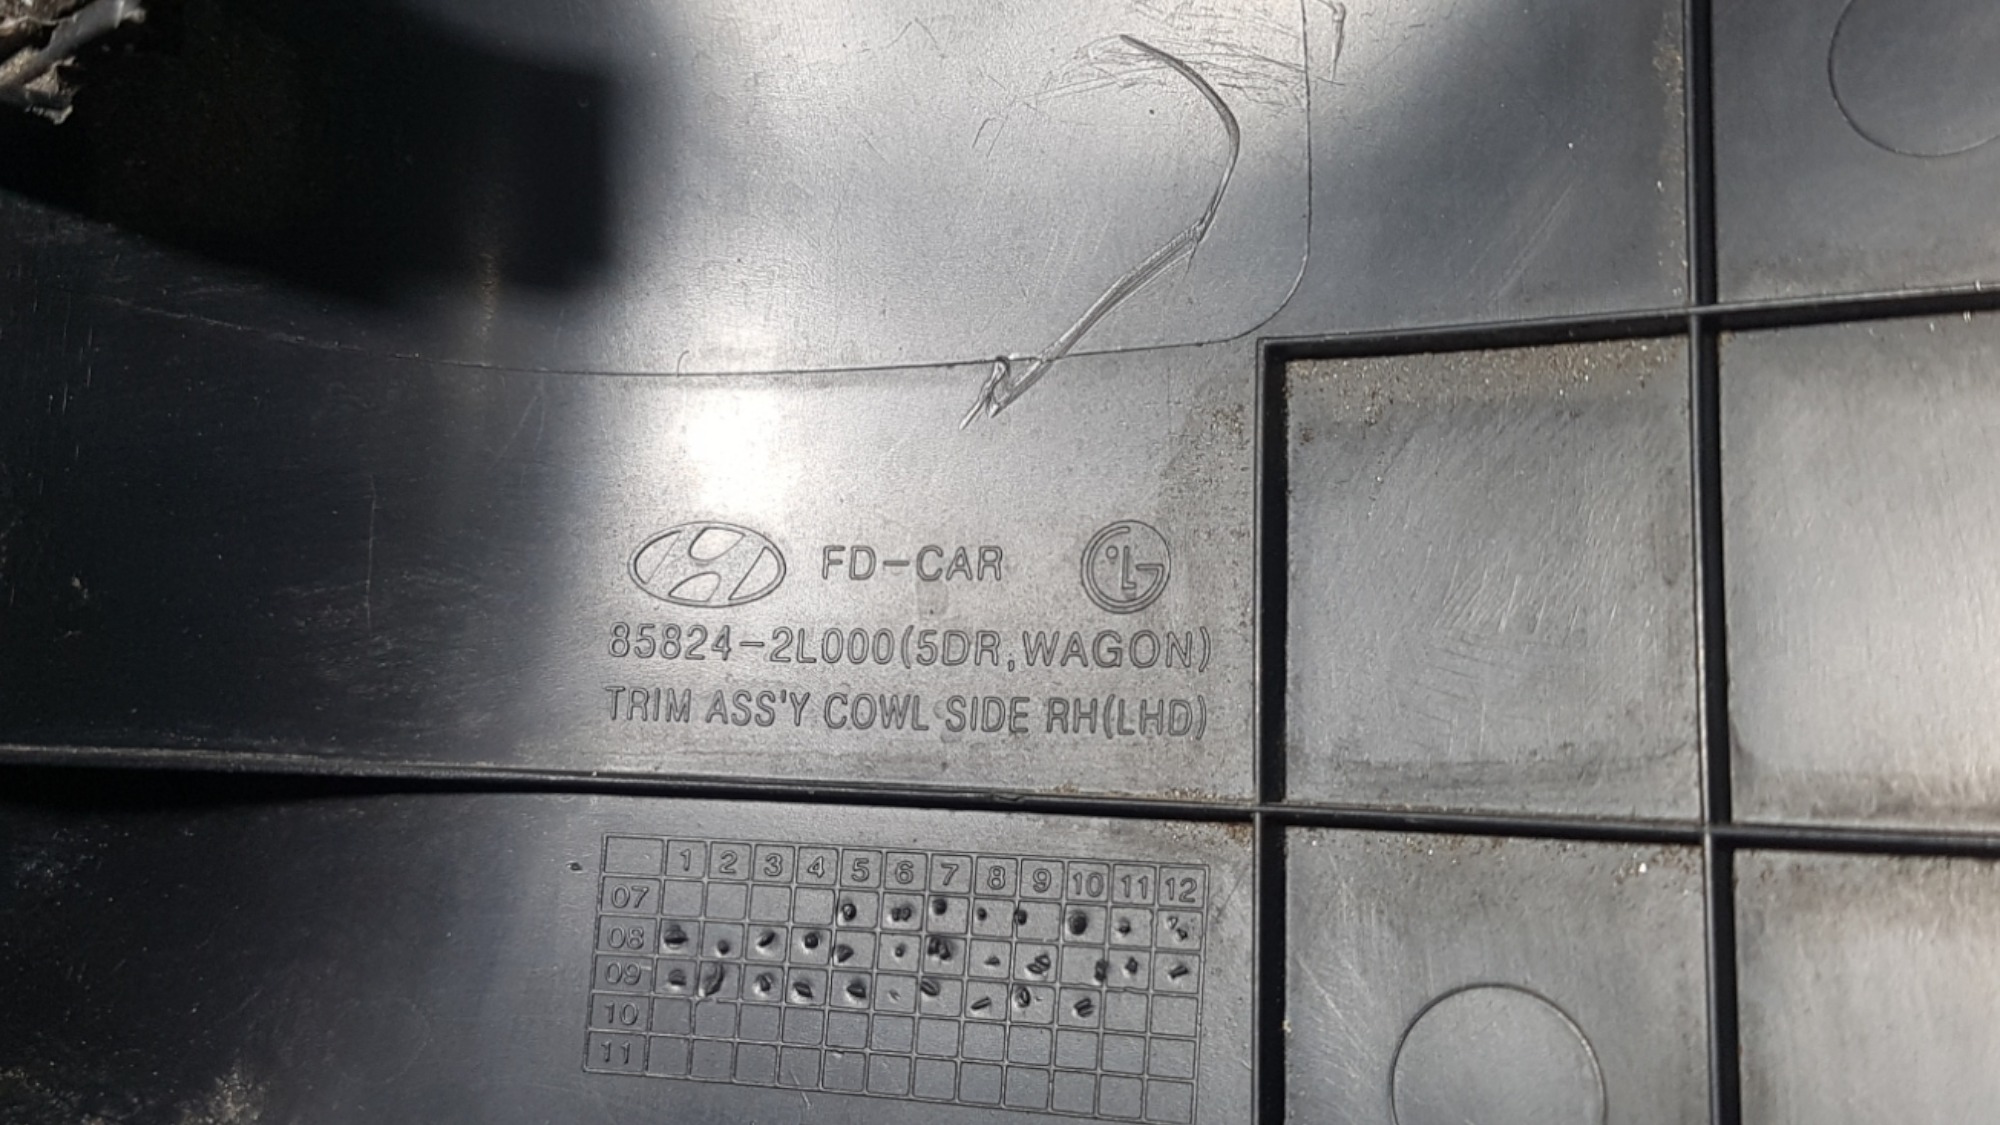 FD-CAR
85824-2L000(5DR,WAGON)
TRIM ASS'Y COWL SIDE RH(LHD)
1 2 3 4 5 6 7 8 9 10 11 12
07
08
09
10
11